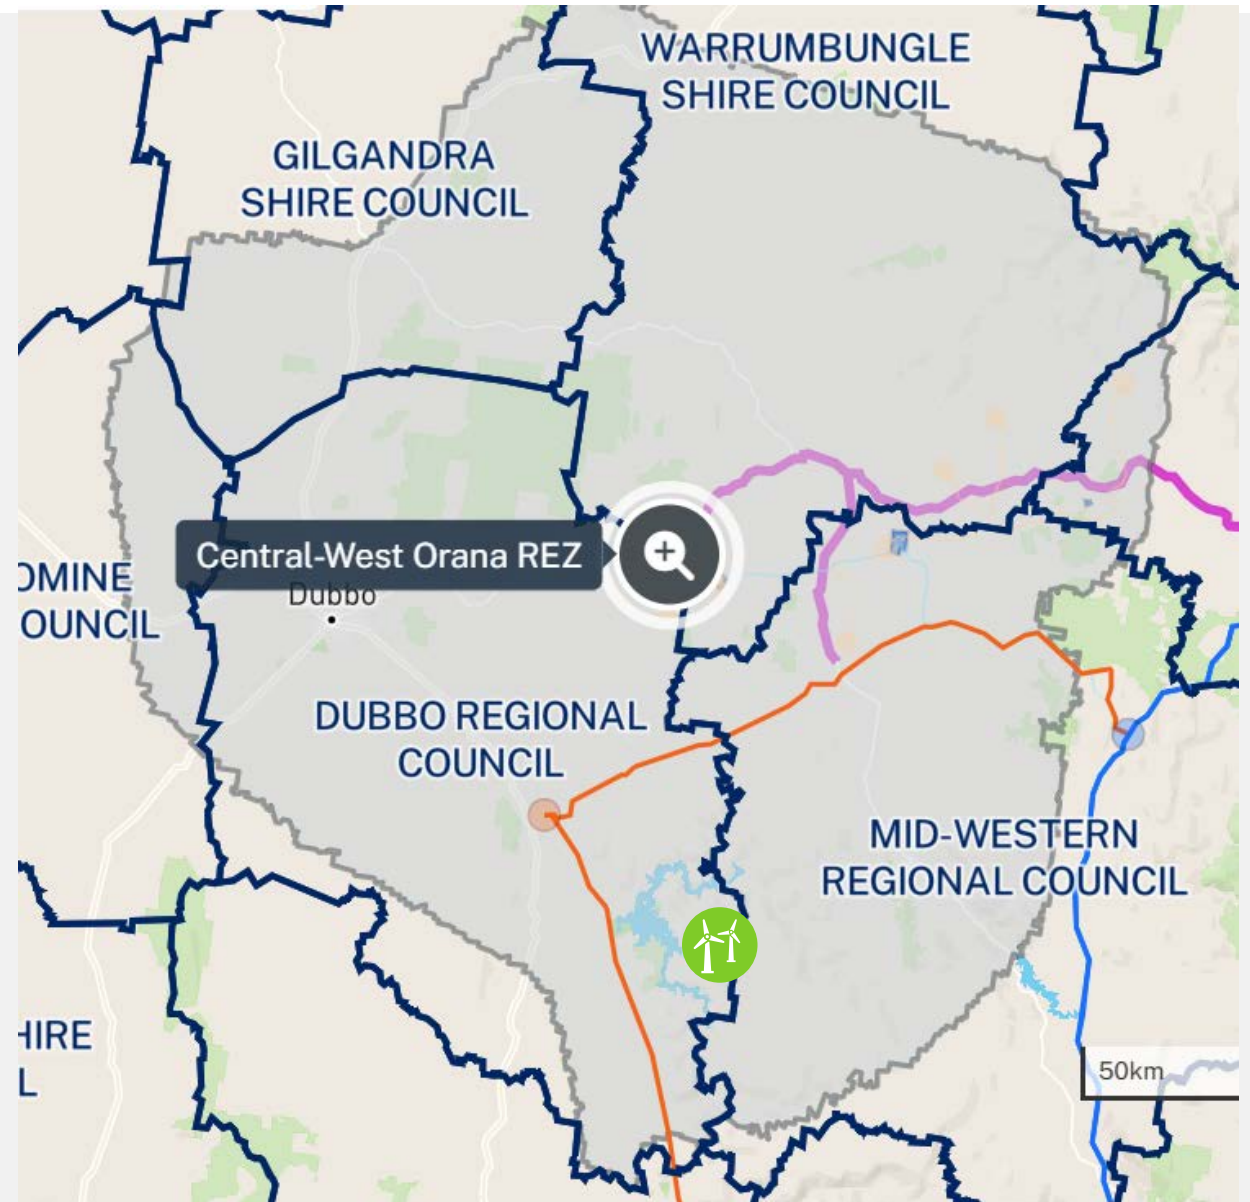 WARRUMBUNGLE
SHIRE COUNCIL
GILGANDRA
SHIRE COUNCIL
Central-West Orana REZ
OMINE
OUNCIL
Dubbo
DUBBO REGIONAL
COUNCIL
MID-WESTERN
REGIONAL COUNCIL
HIRE
L
50km